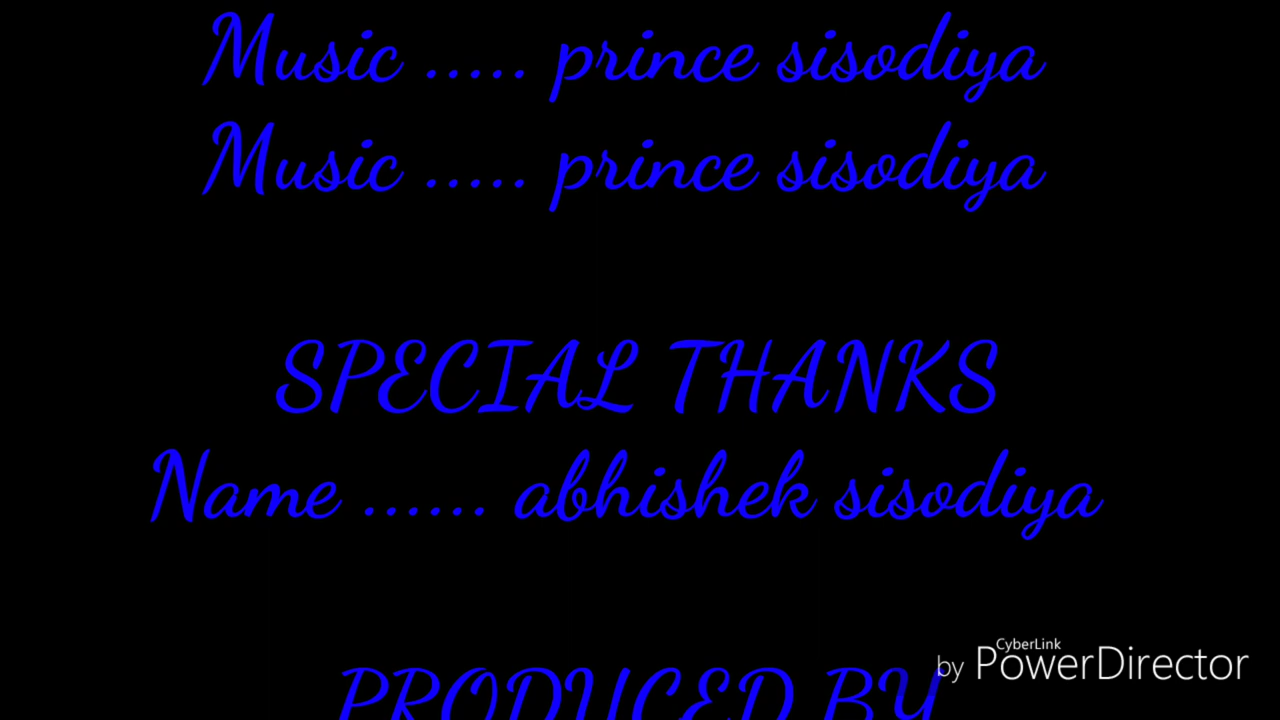 Music ..... prince sisodiya
Music ..... prince sisodiya
SPECIAL THANKS
Name ...... abhishek sisodiya
PRODUCED BY
CyberLink
by PowerDirector